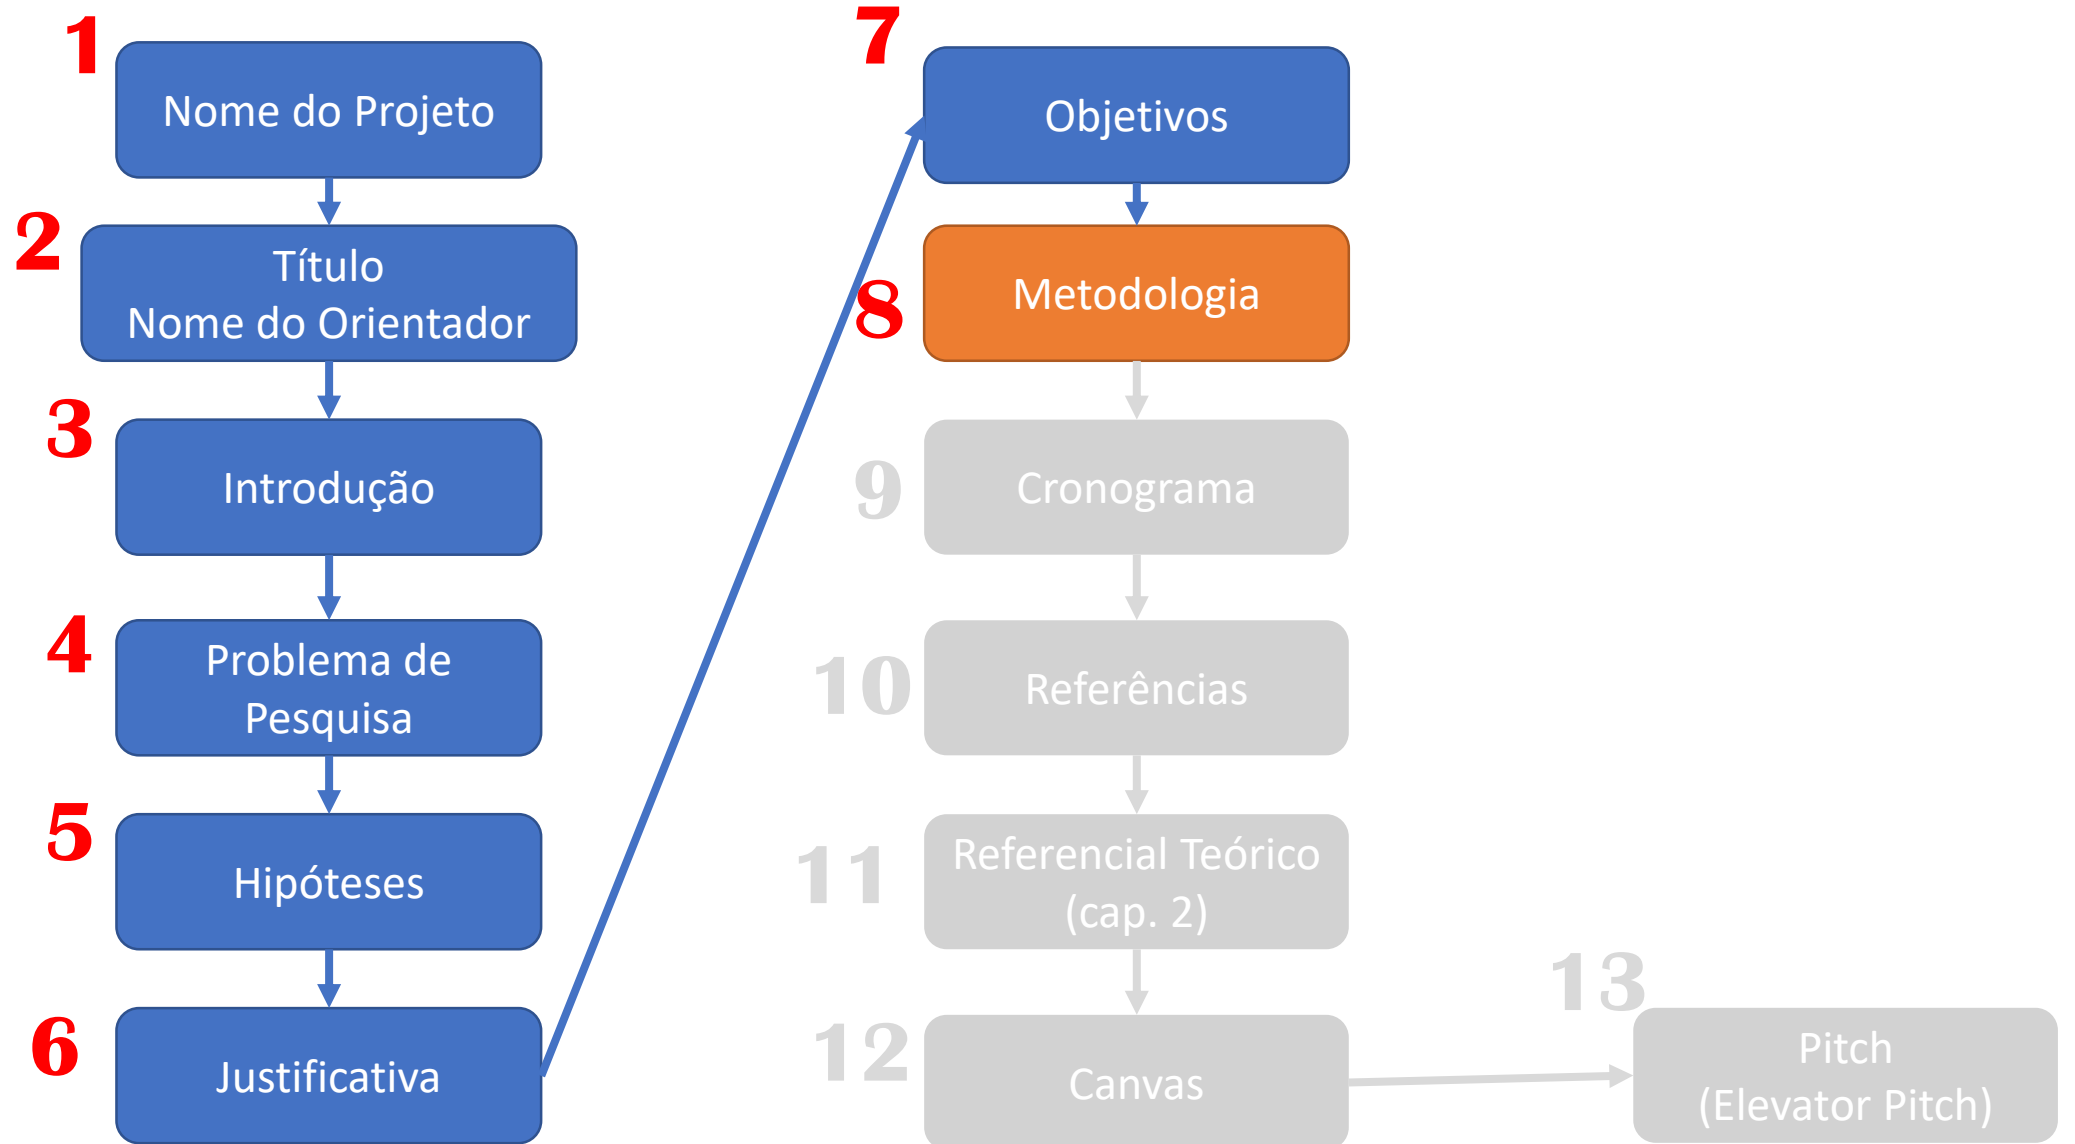 1
Nome do Projeto
2
Título
Nome do Orientador
3
Introdução
4
Problema de
Pesquisa
5
Hipóteses
6
Justificativa
7
Objetivos
8
Metodologia
9
Cronograma
10
Referências
11
Referencial Teórico
(cap. 2)
12
Canvas
13
Pitch
(Elevator Pitch)